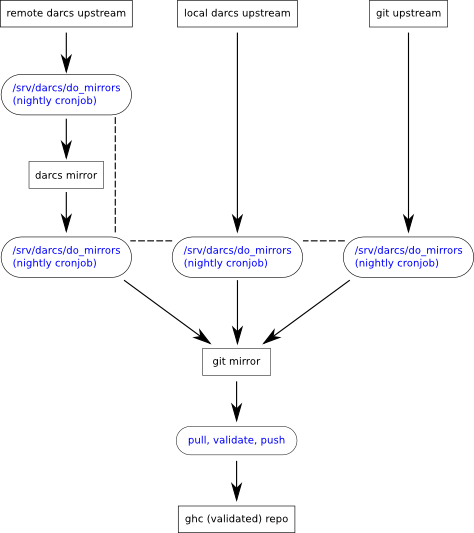 remote darcs upstream
local darcs upstream
git upstream
/srv/darcs/do_mirrors
(nightly cronjob)
darcs mirror
/srv/darcs/do_mirrors
(nightly cronjob)
/srv/darcs/do_mirrors
(nightly cronjob)
/srv/darcs/do_mirrors
(nightly cronjob)
git mirror
pull, validate, push
ghc (validated) repo